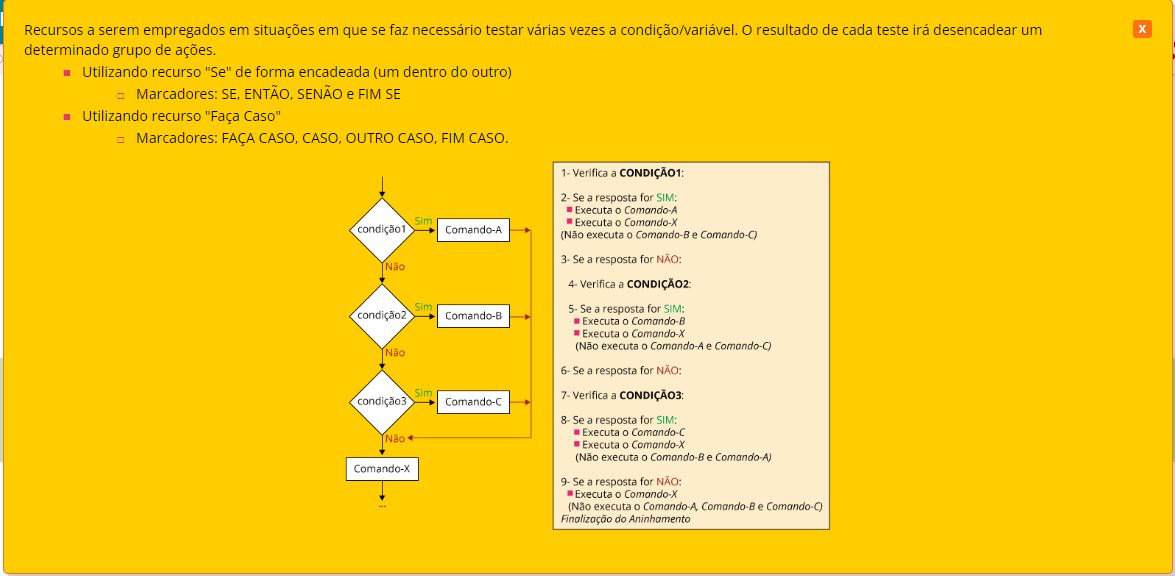 Recursos a serem empregados em situações em que se faz necessário testar várias vezes a condição/variável. O resultado de cada teste irá desencadear um
determinado grupo de ações.
X
Utilizando recurso "Se" de forma encadeada (um dentro do outro)
Marcadores: SE, ENTÃO, SENÃO e FIM SE
Utilizando recurso "Faça Caso"
Marcadores: FAÇA CASO, CASO, OUTRO CASO, FIM CASO.
condição1
Sim
Comando-A
Não
condição2
Sim
Comando-B
Não
condição3
Sim
Comando-C
Não
Comando-X
...
1- Verifica a CONDIÇÃO1:
2- Se a resposta for SIM:
Executa o Comando-A
Executa o Comando-X
(Não executa o Comando-B e Comando-C)
3- Se a resposta for NÃO:
4- Verifica a CONDIÇÃO2:
5- Se a resposta for SIM:
Executa o Comando-B
Executa o Comando-X
(Não executa o Comando-A e Comando-C)
6- Se a resposta for NÃO:
7- Verifica a CONDIÇÃO3:
8- Se a resposta for SIM:
Executa o Comando-C
Executa o Comando-X
(Não executa o Comando-B e Comando-A)
9- Se a resposta for NÃO:
Executa o Comando-X
(Não executa o Comando-A, Comando-B e Comando-C)
Finalização do Aninhamento